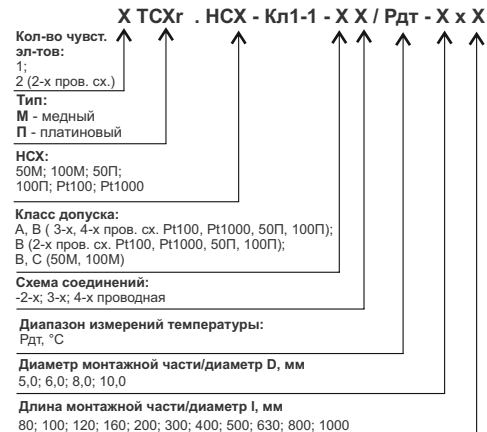 X ТСХr . НСХ - Кл1-1 - X X / Рдт - X x X
Кол-во чувст.
эл-тов:
1;
2 (2-х пров. сх.)
Тип:
М - медный
П - платиновый
НСХ:
50М; 100М; 50П;
100П; Pt100; Pt1000
Класс допуска:
А, В ( 3-х, 4-х пров. сх. Pt100, Pt1000, 50П, 100П);
В (2-х пров. сх. Pt100, Pt1000, 50П, 100П);
В, С (50М, 100М)
Схема соединений:
-2-х; 3-х; 4-х проводная
Диапазон измерений температуры:
Рдт, °С
Диаметр монтажной части/диаметр D, мм
5,0; 6,0; 8,0; 10,0
Длина монтажной части/диаметр l, мм
80; 100; 120; 160; 200; 300; 400; 500; 630; 800; 1000